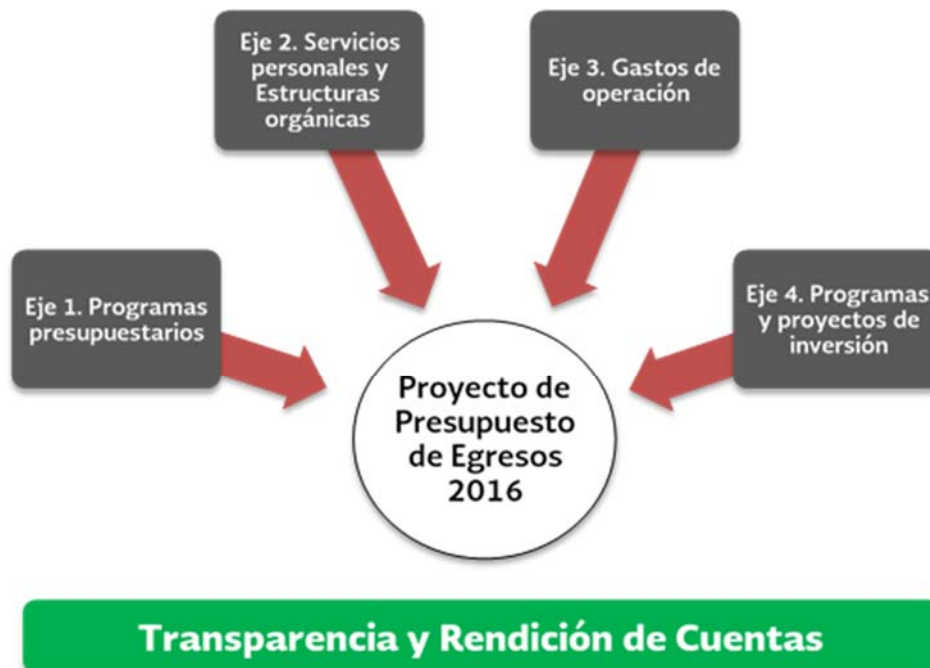 Eje 2. Servicios
personales y
Estructuras
orgánicas
Eje 3. Gastos de
operación
Eje 1. Programas
presupuestarios
Eje 4. Programas
y proyectos de
inversión
Proyecto de
Presupuesto
de Egresos
2016
Transparencia y Rendición de Cuentas